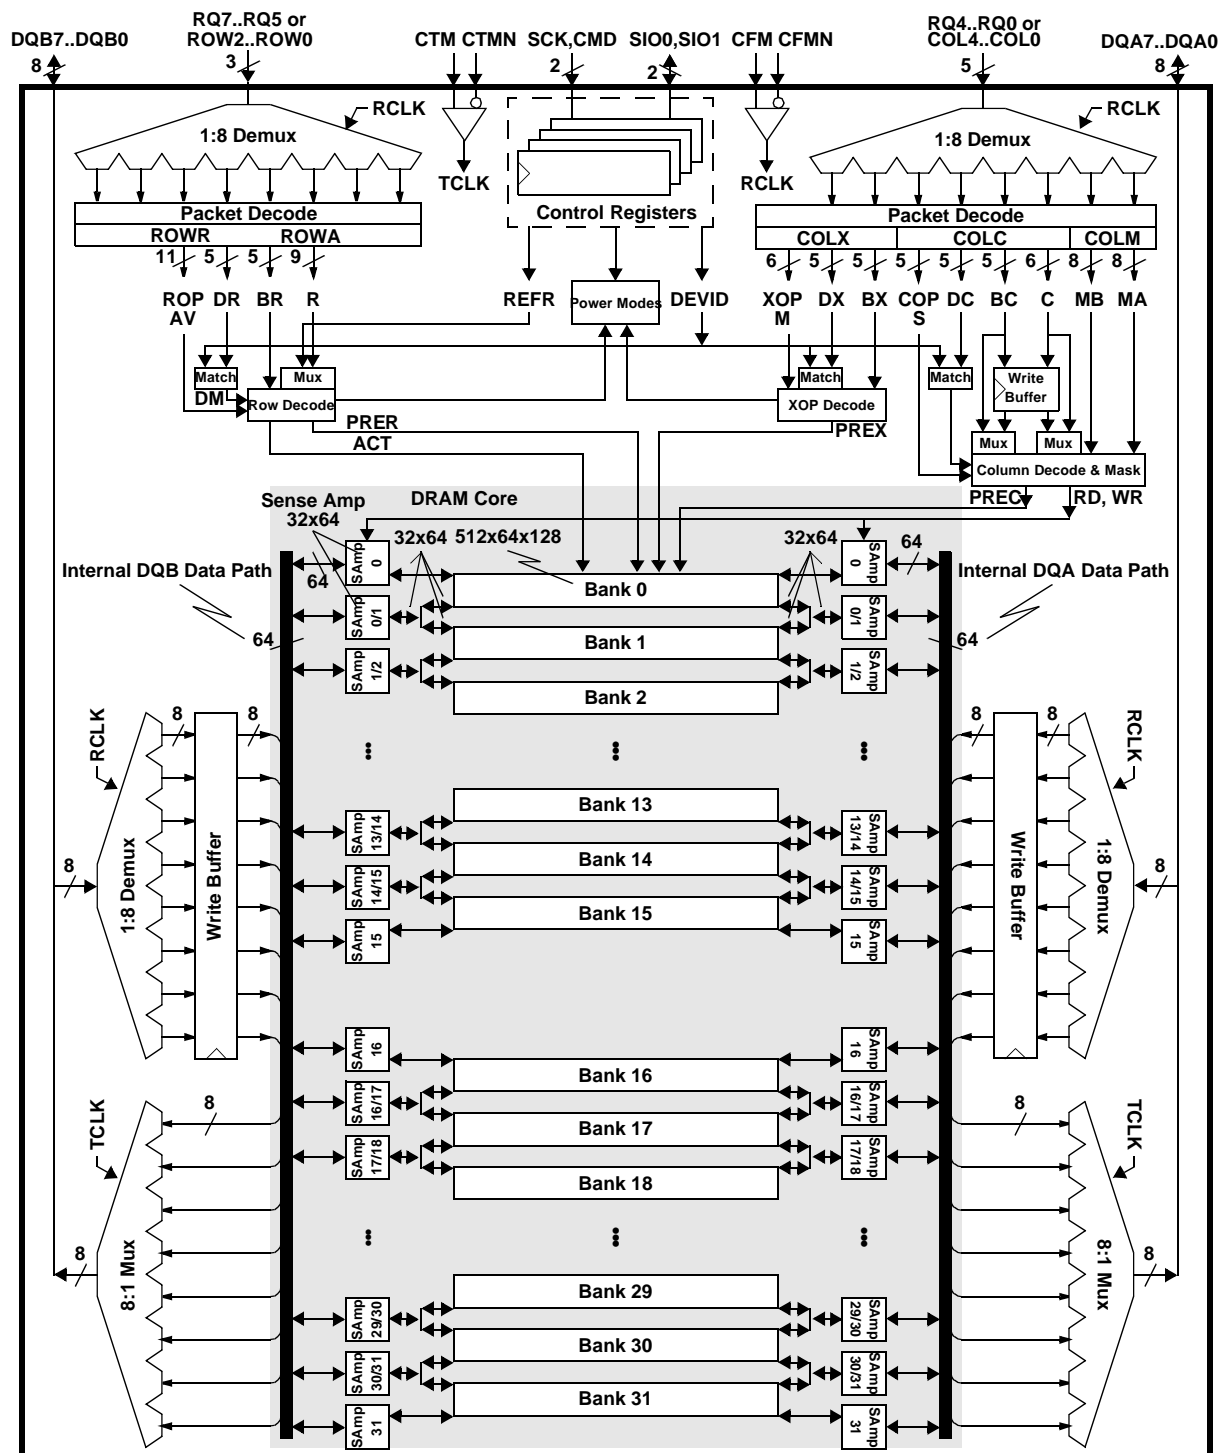 RQ7..RQ5 or
ROW2..ROW0
RQ4..RQ0 or
COL4..COL0
DQB7..DQB0
CTM CTMN
SCK,CMD
SIO0,SIO1
CFM CFMN
DQA7..DQA0
8
3
2
2
5
8
RCLK
1:8 Demux
TCLK
Control Registers
RCLK
RCLK
1:8 Demux
Packet Decode
ROWR
ROWA
Packet Decode
COLX
COLC
COLM
11
5
5
9
6
5
5
5
5
5
6
8
8
ROP
AV
DR
BR
R
REFR
Power Modes
DEVID
XOP
M
DX
BX
COP
S
DC
BC
C
MB
MA
Match
Mux
DM
Row Decode
Match
XOP Decode
Match
Write
Buffer
Mux
Mux
Column Decode & Mask
PRER
ACT
PREX
PREC
RD, WR
Sense Amp
32x64
DRAM Core
32x64
512x64x128
32x64
64
64
Internal DQB Data Path
Internal DQA Data Path
64
64
SAmp
0
Bank 0
SAmp
0
SAmp
0/1
Bank 1
SAmp
0/1
SAmp
1/2
Bank 2
SAmp
1/2
RCLK
8
8
8
8
RCLK
8
1:8 Demux
Write Buffer
Bank 13
SAmp
13/14
Bank 14
SAmp
13/14
SAmp
14/15
Bank 15
SAmp
14/15
SAmp
15
SAmp
15
Write Buffer
1:8 Demux
8
SAmp
16
Bank 16
SAmp
16
SAmp
16/17
Bank 17
SAmp
16/17
SAmp
17/18
Bank 18
SAmp
17/18
TCLK
8
8
TCLK
8
8:1 Mux
8:1 Mux
8
Bank 29
SAmp
29/30
Bank 30
SAmp
29/30
SAmp
30/31
Bank 31
SAmp
30/31
SAmp
31
SAmp
31